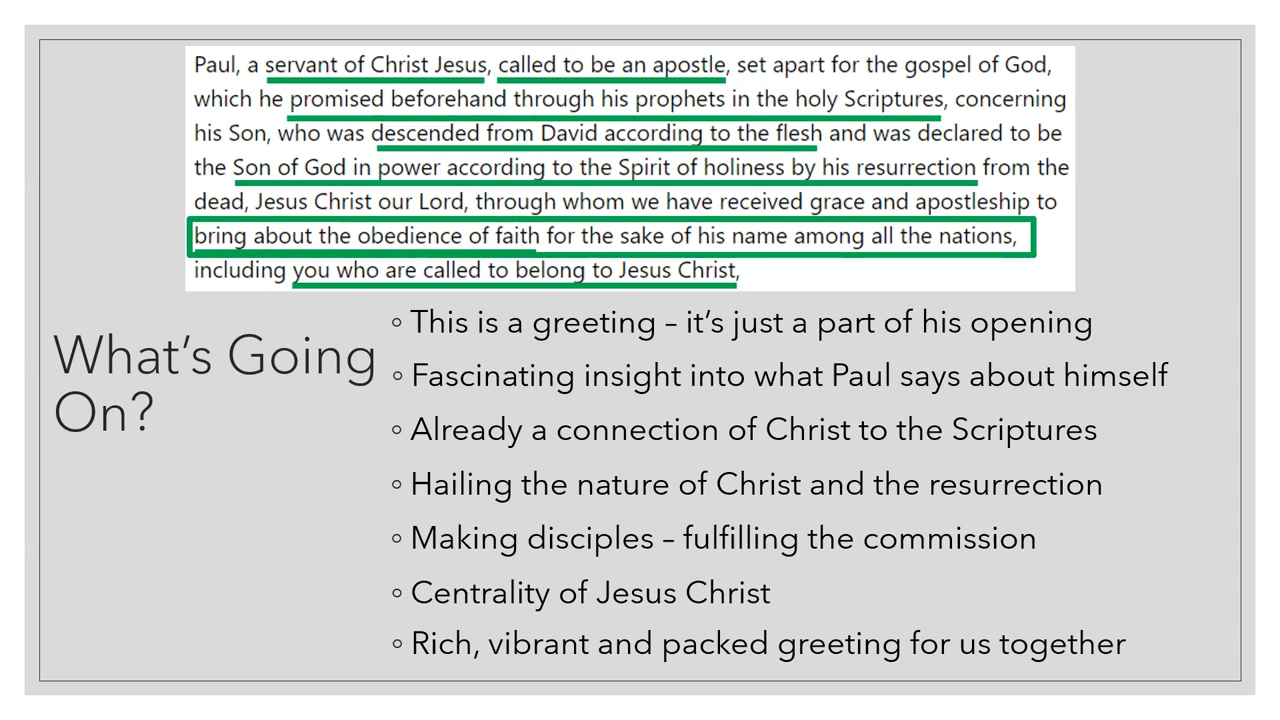 Paul, a servant of Christ Jesus, called to be an apostle, set apart for the gospel of God,
which he promised beforehand through his prophets in the holy Scriptures, concerning
his Son, who was descended from David according to the flesh and was declared to be
the Son of God in power according to the Spirit of holiness by his resurrection from the
dead, Jesus Christ our Lord, through whom we have received grace and apostleship to
bring about the obedience of faith for the sake of his name among all the nations,
including you who are called to belong to Jesus Christ,
What’s Going
On?
◦ This is a greeting – it’s just a part of his opening
◦ Fascinating insight into what Paul says about himself
◦ Already a connection of Christ to the Scriptures
◦ Hailing the nature of Christ and the resurrection
◦ Making disciples – fulfilling the commission
◦ Centrality of Jesus Christ
◦ Rich, vibrant and packed greeting for us together